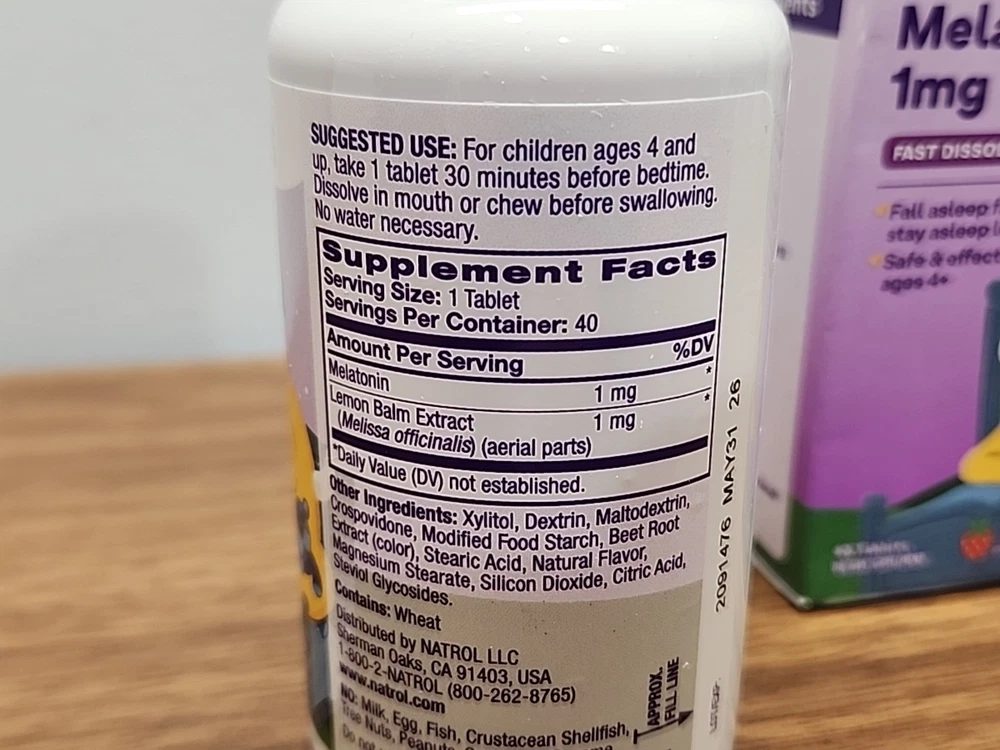 SUGGESTED USE: For children ages 4 and
up, take 1 tablet 30 minutes before bedtime.
Dissolve in mouth or chew before swallowing.
No water necessary.
Supplement Facts
Serving Size: 1 Tablet
Servings Per Container: 40
Amount Per Serving %DV
Melatonin 1 mg *
Lemon Balm Extract 1 mg *
(Melissa officinalis) (aerial parts)
*Daily Value (DV) not established.
Other Ingredients: Xylitol, Dextrin, Maltodextrin,
Crospovidone, Modified Food Starch, Beet Root
Extract (color), Stearic Acid, Natural Flavor,
Magnesium Stearate, Silicon Dioxide, Citric Acid,
Steviol Glycosides.
Contains: Wheat
Distributed by NATROL LLC
Sherman Oaks, CA 91403, USA
1-800-2-NATROL (800-262-8765)
www.natrol.com
NO: Milk, Egg, Fish, Crustacean Shellfish,
Tree Nuts,
Do not
APPROX.
FILL LINE
2091476 MAY31 26
1mg
FAST
Fall asleep
stay asleep
Safe &
ages 4+